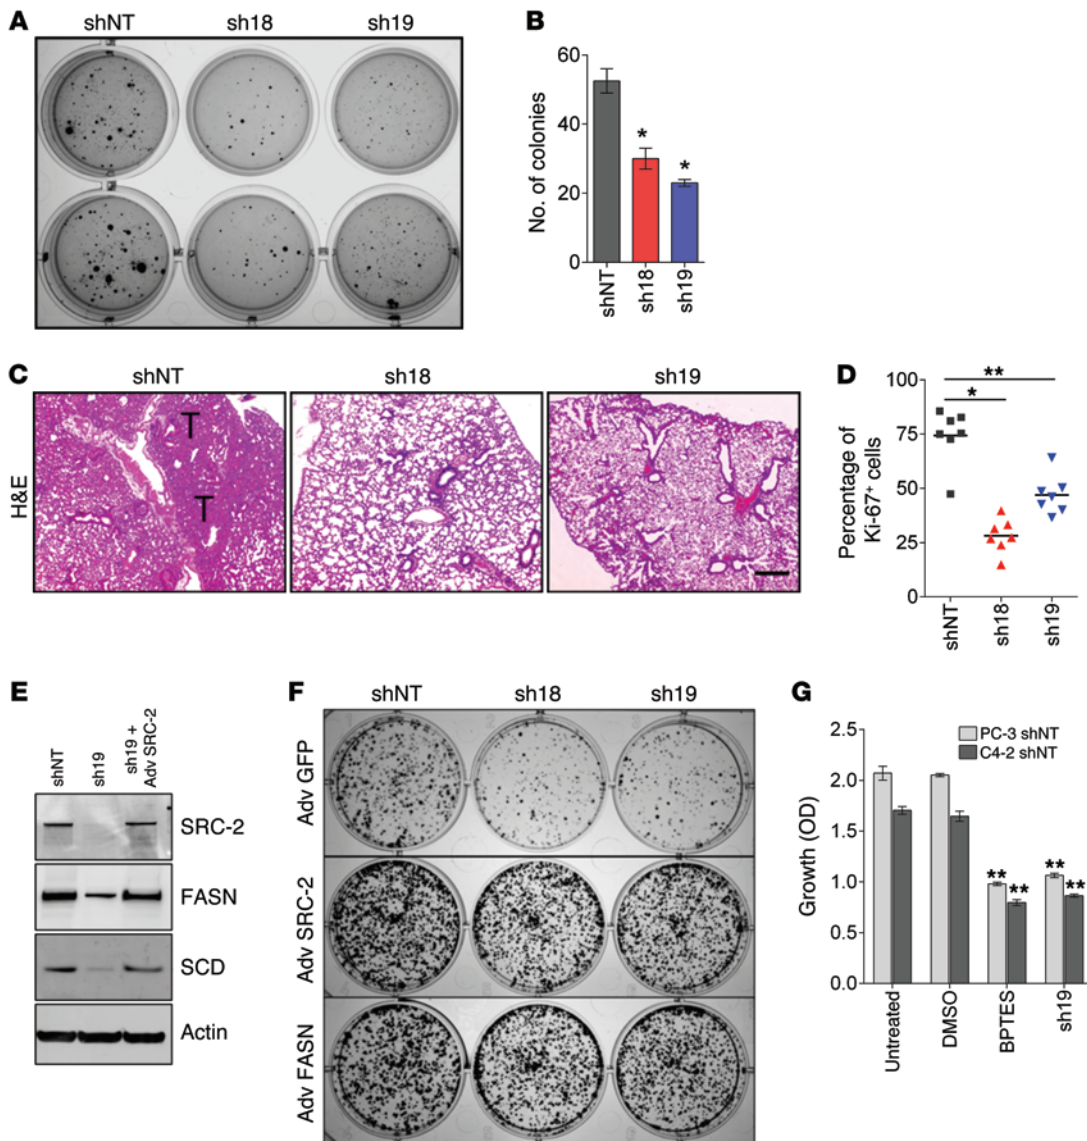 A
shNT sh18 sh19
B
No. of colonies
60
40
20
0
*
*
shNT sh18 sh19
C
shNT sh18 sh19
H&E
T
T
D
Percentage of
Ki-67+ cells
100
75
50
25
0
**
*
shNT sh18 sh19
E
shNT
sh19
sh19 +
Adv SRC-2
SRC-2
FASN
SCD
Actin
F
shNT sh18 sh19
Adv GFP
Adv SRC-2
Adv FASN
G
Growth (OD)
2.5
2.0
1.5
1.0
0.5
0.0
PC-3 shNT
C4-2 shNT
** ** ** **
Untreated
DMSO
BPTES
sh19